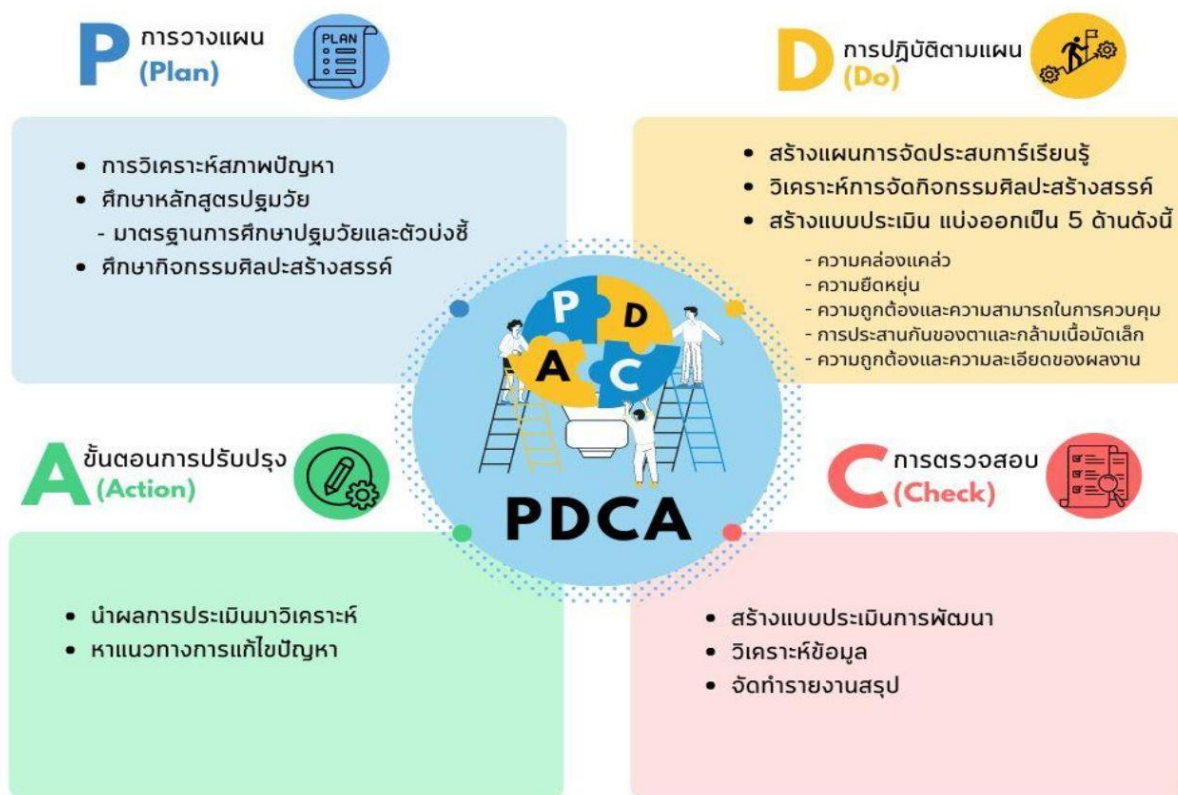 P
การวางแผน
(Plan)
PLAN
• การวิเคราะห์สภาพปัญหา
• ศึกษาหลักสูตรปฐมวัย
- มาตรฐานการศึกษาปฐมวัยและตัวบ่งชี้
• ศึกษากิจกรรมศิลปะสร้างสรรค์
D
การปฏิบัติตามแผน
(Do)
• สร้างแผนการจัดประสบการ์เรียนรู้
• วิเคราะห์การจัดกิจกรรมศิลปะสร้างสรรค์
• สร้างแบบประเมิน แบ่งออกเป็น 5 ด้านดังนี้
- ความคล่องแคล่ว
- ความยืดหยุ่น
- ความถูกต้องและความสามารถในการควบคุม
- การประสานกันของตาและกล้ามเนื้อมัดเล็ก
- ความถูกต้องและความละเอียดของผลงาน
P D
A C
PDCA
A
ขั้นตอนการปรับปรุง
(Action)
• นำผลการประเมินมาวิเคราะห์
• หาแนวทางการแก้ไขปัญหา
C
การตรวจสอบ
(Check)
• สร้างแบบประเมินการพัฒนา
• วิเคราะห์ข้อมูล
• จัดทำรายงานสรุป